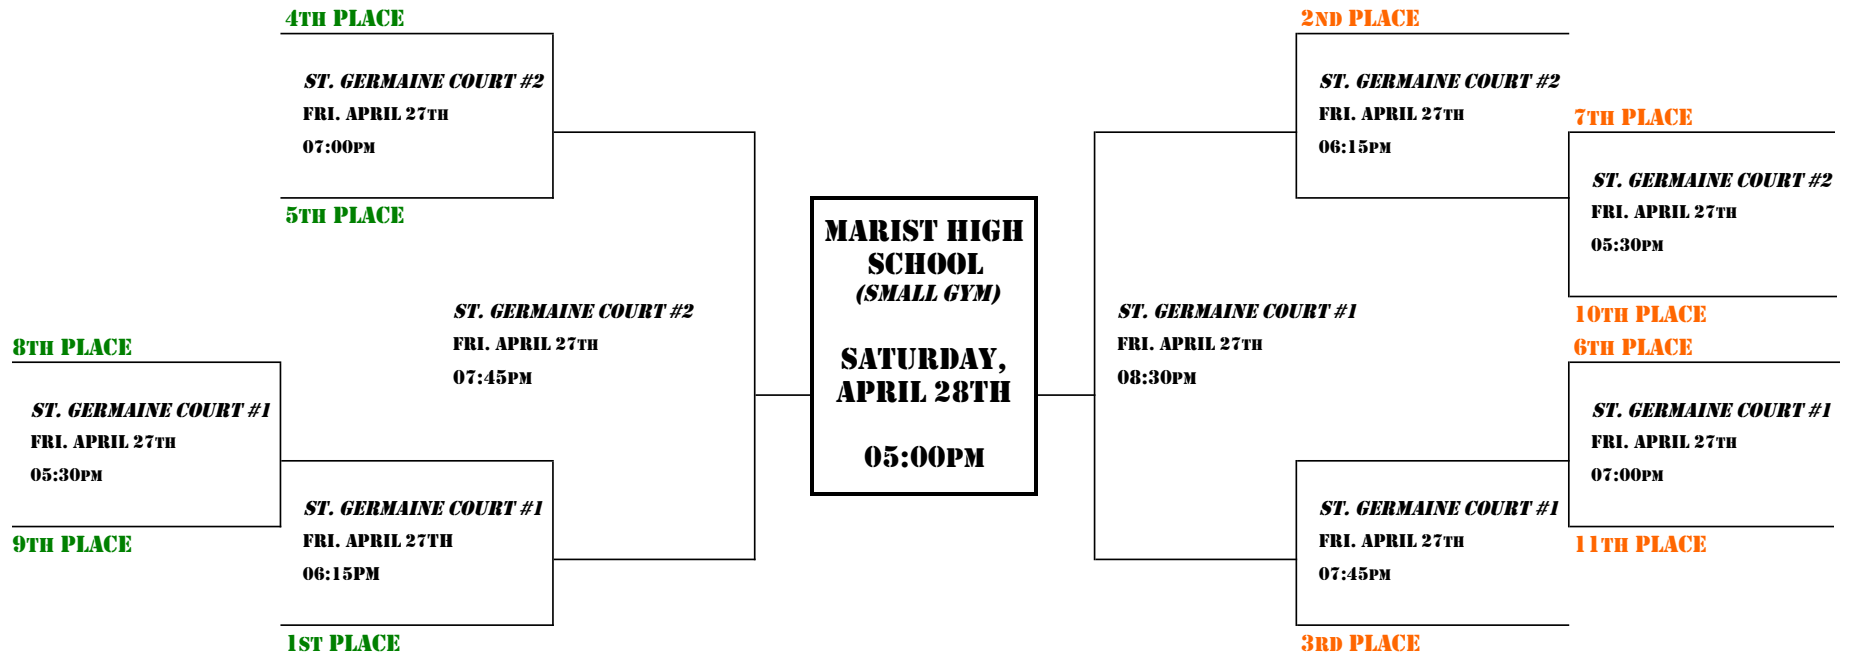 4TH PLACE
ST. GERMAINE COURT #2
FRI. APRIL 27TH
07:00PM
5TH PLACE
ST. GERMAINE COURT #2
FRI. APRIL 27TH
07:45PM
8TH PLACE
ST. GERMAINE COURT #1
FRI. APRIL 27TH
05:30PM
9TH PLACE
ST. GERMAINE COURT #1
FRI. APRIL 27TH
06:15PM
1ST PLACE
MARIST HIGH
SCHOOL
(SMALL GYM)
SATURDAY,
APRIL 28TH
05:00PM
2ND PLACE
ST. GERMAINE COURT #2
FRI. APRIL 27TH
06:15PM
7TH PLACE
ST. GERMAINE COURT #2
FRI. APRIL 27TH
05:30PM
10TH PLACE
ST. GERMAINE COURT #1
FRI. APRIL 27TH
08:30PM
6TH PLACE
ST. GERMAINE COURT #1
FRI. APRIL 27TH
07:00PM
11TH PLACE
ST. GERMAINE COURT #1
FRI. APRIL 27TH
07:45PM
3RD PLACE